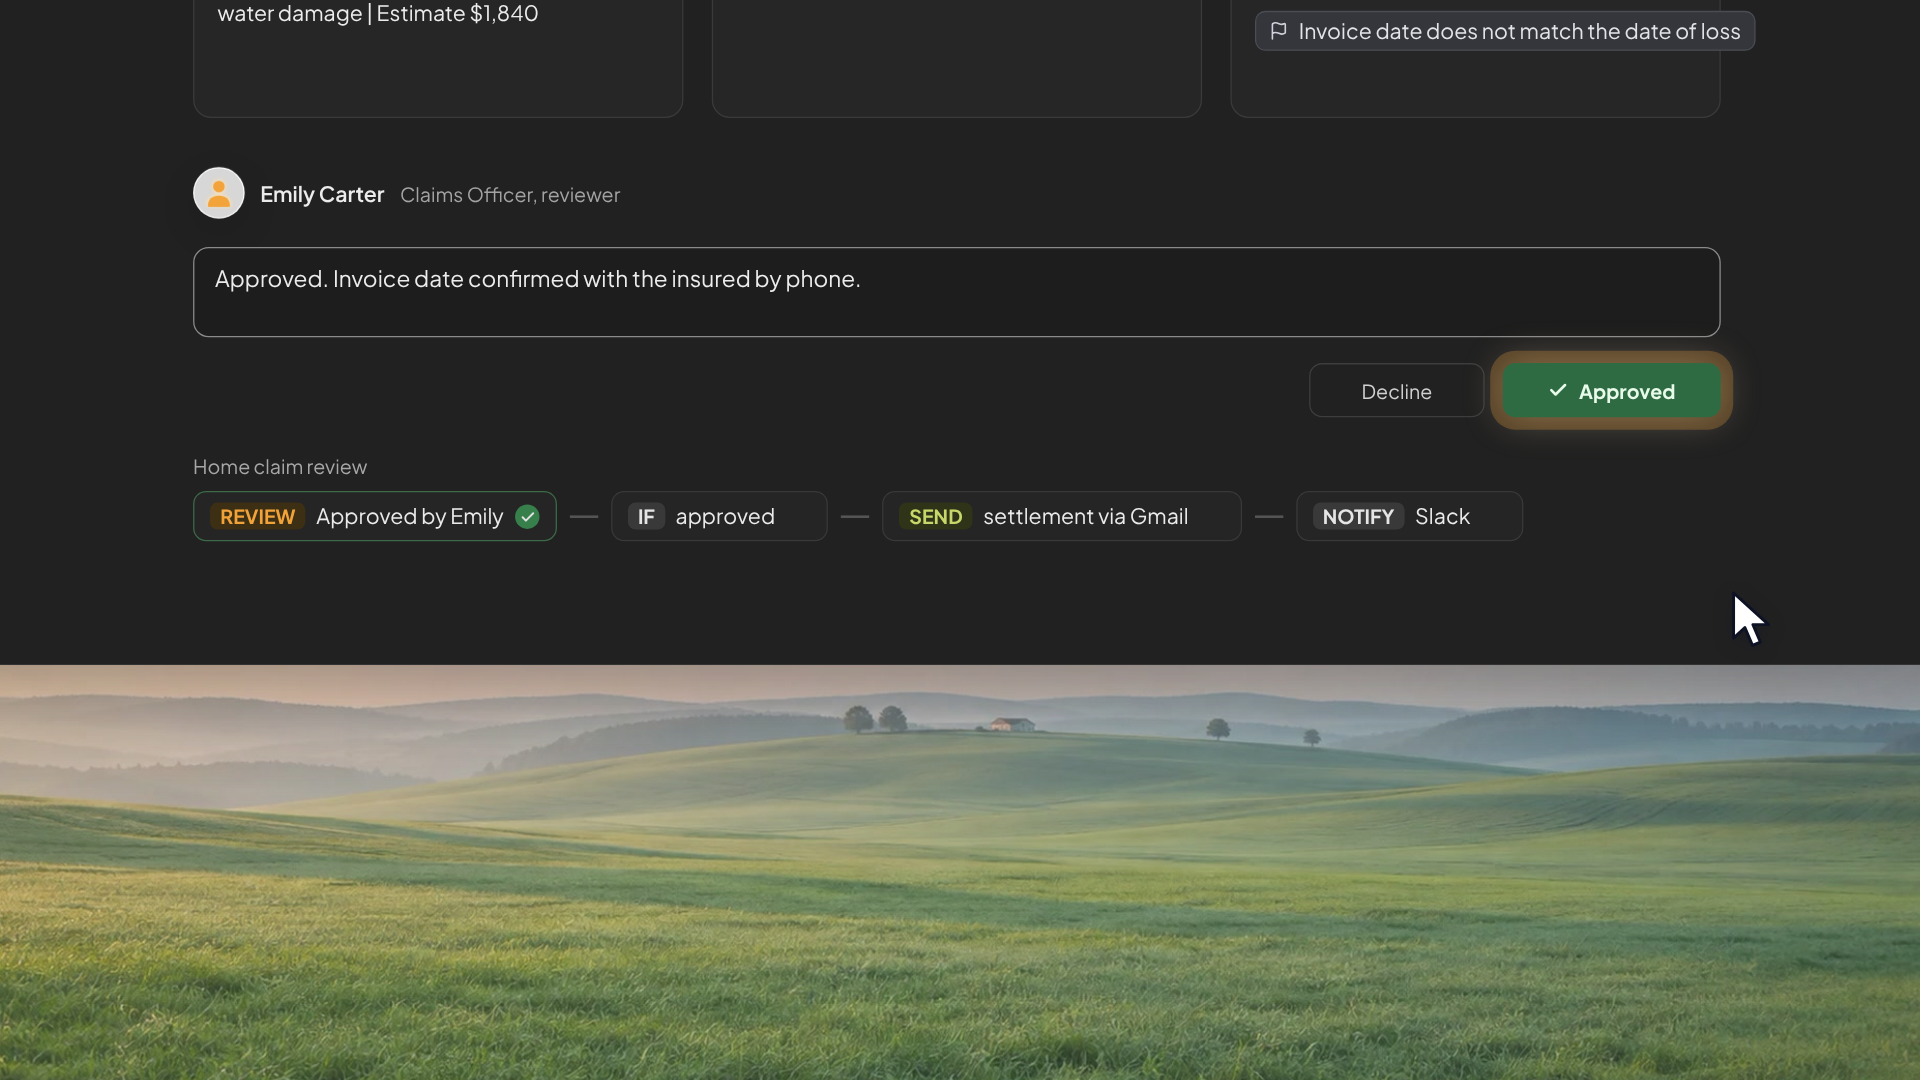 water damage | Estimate $1,840
Invoice date does not match the date of loss
Emily Carter Claims Officer, reviewer
Approved. Invoice date confirmed with the insured by phone.
Decline
Approved
Home claim review
REVIEW Approved by Emily
IF approved
SEND settlement via Gmail
NOTIFY Slack